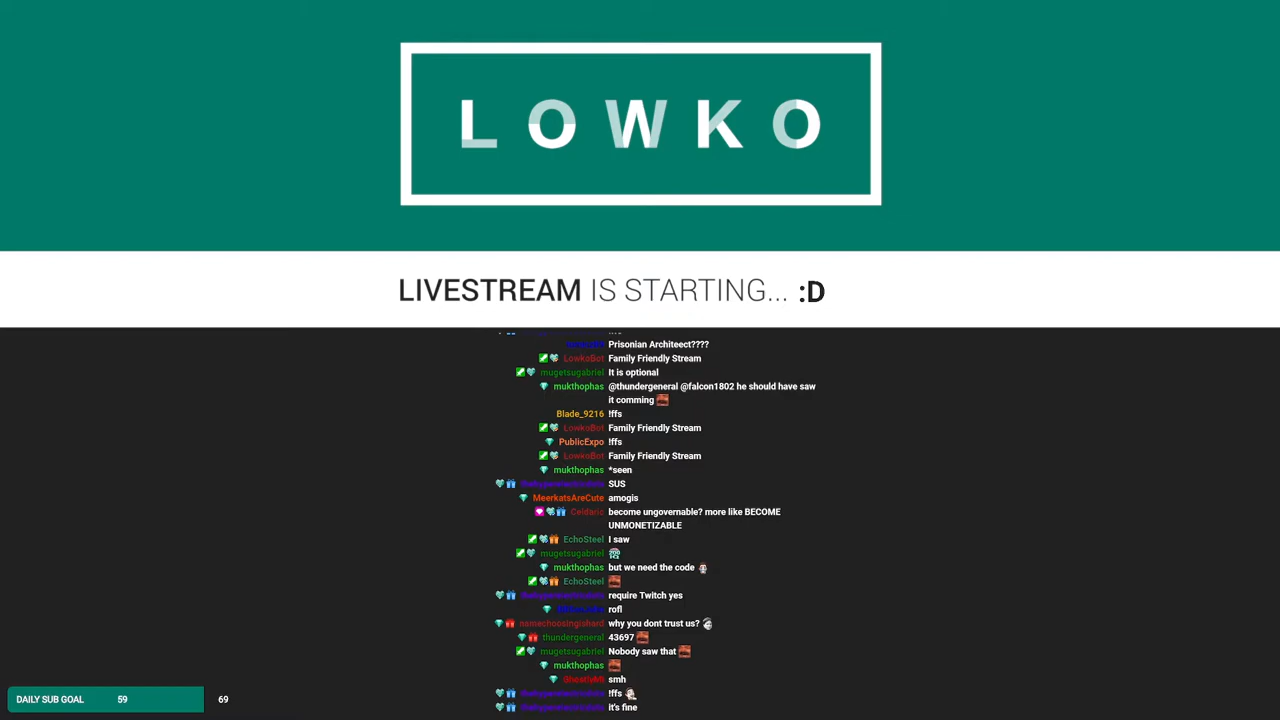 LOWKO
LIVESTREAM IS STARTING... :D
Prisonian Architeect????
LowkoBot Family Friendly Stream
mugetsugabriel It is optional
mukthophas @thundergeneral @falcon1802 he should have saw
it comming
Blade_9216 !ffs
LowkoBot Family Friendly Stream
PublicExpo !ffs
LowkoBot Family Friendly Stream
mukthophas *seen
SUS
MeerkatsAreCute amogis
Celdaric become ungovernable? more like BECOME
UNMONETIZABLE
EchoSteel I saw
mugetsugabriel
mukthophas but we need the code
EchoSteel
require Twitch yes
rofl
namechoosingishard why you dont trust us?
thundergeneral 43697
mugetsugabriel Nobody saw that
mukthophas
smh
!ffs
it's fine
DAILY SUB GOAL 59 69